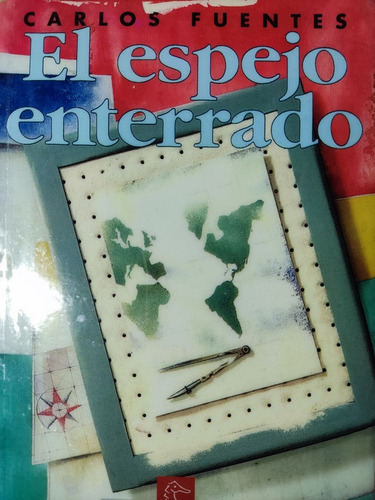 CARLOS FUENTES
El espejo
enterrado